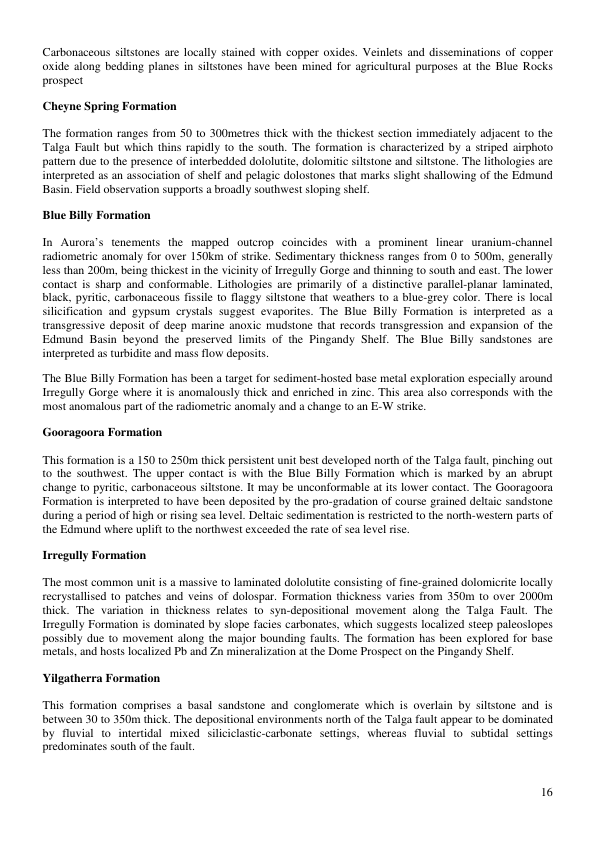 Carbonaceous siltstones are locally stained with copper oxides. Veinlets and disseminations of copper
oxide along bedding planes in siltstones have been mined for agricultural purposes at the Blue Rocks
prospect
Cheyne Spring Formation
The formation ranges from 50 to 300metres thick with the thickest section immediately adjacent to the
Talga Fault but which thins rapidly to the south. The formation is characterized by a striped airphoto
pattern due to the presence of interbedded dololutite, dolomitic siltstone and siltstone. The lithologies are
interpreted as an association of shelf and pelagic dolostones that marks slight shallowing of the Edmund
Basin. Field observation supports a broadly southwest sloping shelf.
Blue Billy Formation
In Aurora's tenements the mapped outcrop coincides with a prominent linear uranium-channel
radiometric anomaly for over 150km of strike. Sedimentary thickness ranges from 0 to 500m, generally
less than 200m, being thickest in the vicinity of Irregully Gorge and thinning to south and east. The lower
contact is sharp and conformable. Lithologies are primarily of a distinctive parallel-planar laminated,
black, pyritic, carbonaceous fissile to flaggy siltstone that weathers to a blue-grey color. There is local
silicification and gypsum crystals suggest evaporites. The Blue Billy Formation is interpreted as a
transgressive deposit of deep marine anoxic mudstone that records transgression and expansion of the
Edmund Basin beyond the preserved limits of the Pingandy Shelf. The Blue Billy sandstones are
interpreted as turbidite and mass flow deposits.
The Blue Billy Formation has been a target for sediment-hosted base metal exploration especially around
Irregully Gorge where it is anomalously thick and enriched in zinc. This area also corresponds with the
most anomalous part of the radiometric anomaly and a change to an E-W strike.
Gooragoora Formation
This formation is a 150 to 250m thick persistent unit best developed north of the Talga fault, pinching out
to the southwest. The upper contact is with the Blue Billy Formation which is marked by an abrupt
change to pyritic, carbonaceous siltstone. It may be unconformable at its lower contact. The Gooragoora
Formation is interpreted to have been deposited by the pro-gradation of course grained deltaic sandstone
during a period of high or rising sea level. Deltaic sedimentation is restricted to the north-western parts of
the Edmund where uplift to the northwest exceeded the rate of sea level rise.
Irregully Formation
The most common unit is a massive to laminated dololutite consisting of fine-grained dolomicrite locally
recrystallised to patches and veins of dolospar. Formation thickness varies from 350m to over 2000m
thick. The variation in thickness relates to syn-depositional movement along the Talga Fault. The
Irregully Formation is dominated by slope facies carbonates, which suggests localized steep paleoslopes
possibly due to movement along the major bounding faults. The formation has been explored for base
metals, and hosts localized Pb and Zn mineralization at the Dome Prospect on the Pingandy Shelf.
Yilgatherra Formation
This formation comprises a basal sandstone and conglomerate which is overlain by siltstone and is
between 30 to 350m thick. The depositional environments north of the Talga fault appear to be dominated
by fluvial to intertidal mixed siliciclastic-carbonate settings, whereas fluvial to subtidal settings
predominates south of the fault.
16